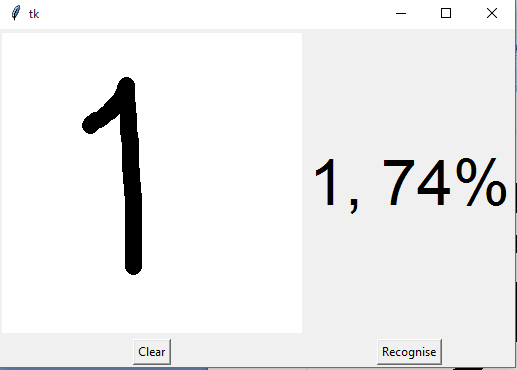 tk
1
1, 74%
Clear
Recognise